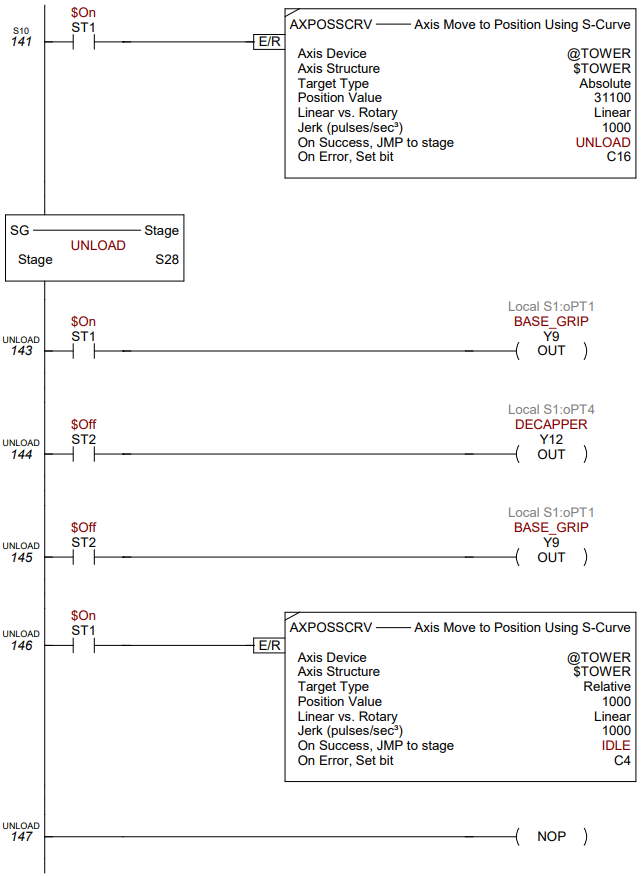 $On
ST1
S10
141
E/R
AXPOSSCRV Axis Move to Position Using S-Curve
Axis Device @TOWER
Axis Structure $TOWER
Target Type Absolute
Position Value 31100
Linear vs. Rotary Linear
Jerk (pulses/sec³) 1000
On Success, JMP to stage UNLOAD
On Error, Set bit C16
SG Stage
UNLOAD
Stage S28
Local S1:oPT1
$On BASE_GRIP
UNLOAD ST1 Y9
143 ( OUT )
Local S1:oPT4
$Off DECAPPER
UNLOAD ST2 Y12
144 ( OUT )
Local S1:oPT1
$Off BASE_GRIP
UNLOAD ST2 Y9
145 ( OUT )
$On
ST1
UNLOAD
146
E/R
AXPOSSCRV Axis Move to Position Using S-Curve
Axis Device @TOWER
Axis Structure $TOWER
Target Type Relative
Position Value 1000
Linear vs. Rotary Linear
Jerk (pulses/sec³) 1000
On Success, JMP to stage IDLE
On Error, Set bit C4
UNLOAD
147 ( NOP )